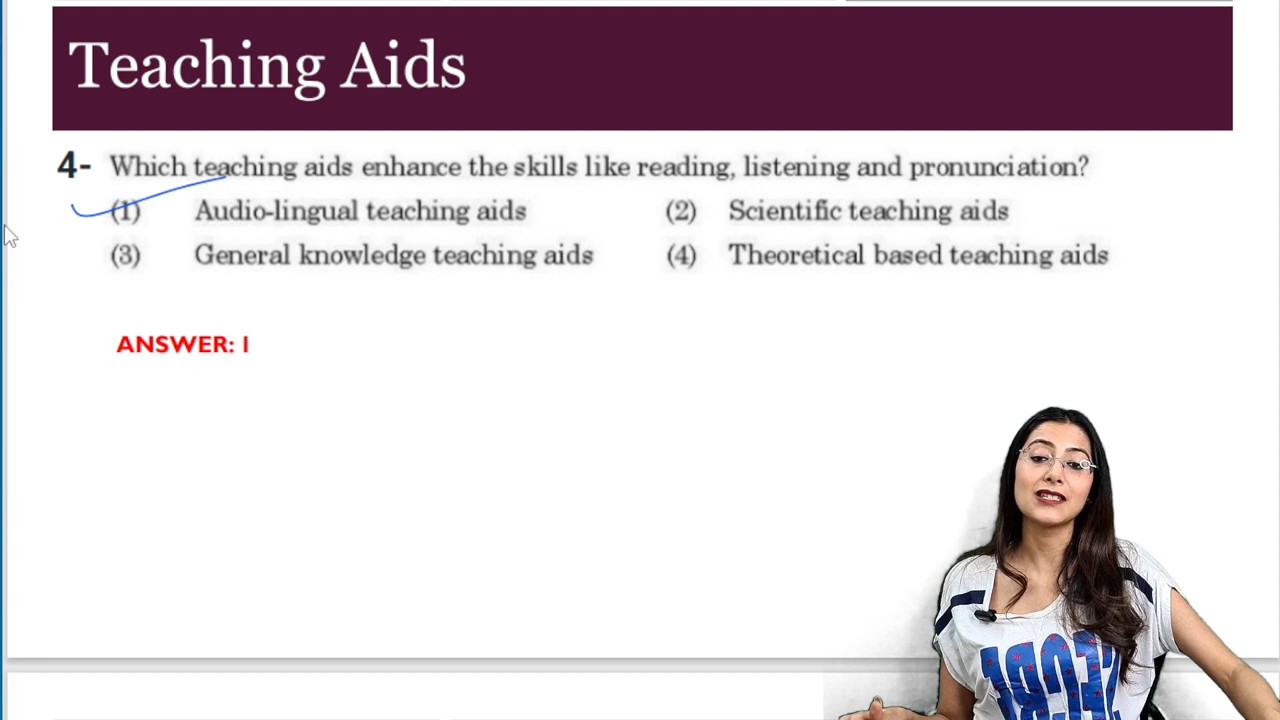 Teaching Aids
4- Which teaching aids enhance the skills like reading, listening and pronunciation?
(1) Audio-lingual teaching aids (2) Scientific teaching aids
(3) General knowledge teaching aids (4) Theoretical based teaching aids
ANSWER: I